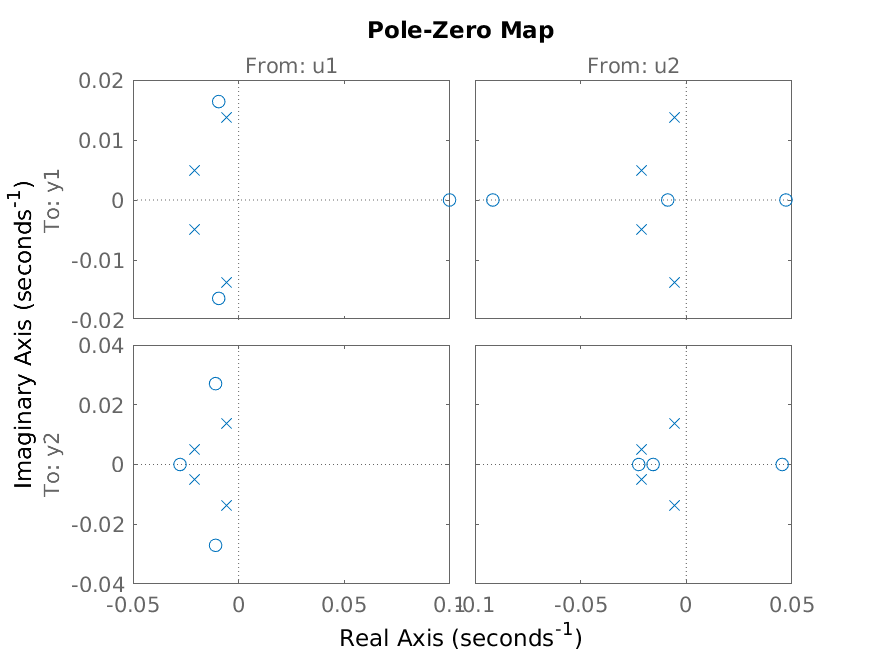 Pole-Zero Map
From: u1
From: u2
0.02
0.01
0
-0.01
-0.02
To: y1
0.04
0.02
0
-0.02
-0.04
To: y2
Imaginary Axis (seconds⁻¹)
-0.05 0 0.05 0.1
-0.1 -0.05 0 0.05
Real Axis (seconds⁻¹)